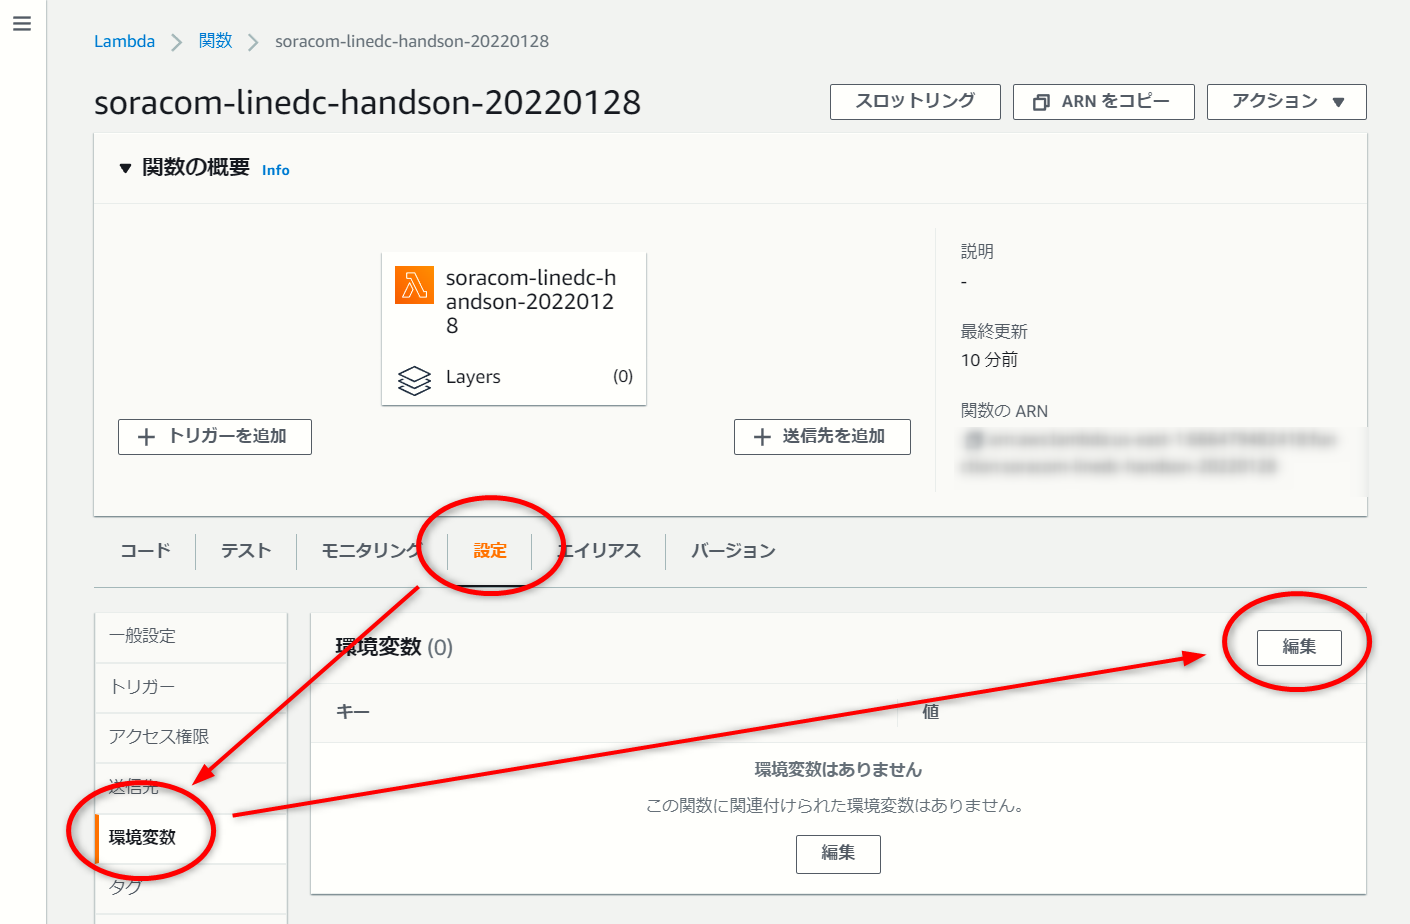 Lambda > 関数 > soracom-linedc-handson-20220128
soracom-linedc-handson-20220128
スロットリング
ARN をコピー
アクション ▼
▼ 関数の概要 Info
soracom-linedc-h
andson-2022012
8
Layers (0)
+ トリガーを追加
+ 送信先を追加
説明
-
最終更新
10 分前
関数の ARN
コード
テスト
モニタリング
設定
エイリアス
バージョン
一般設定
トリガー
アクセス権限
送信先
環境変数
タグ
環境変数 (0)
編集
キー
値
環境変数はありません
この関数に関連付けられた環境変数はありません。
編集